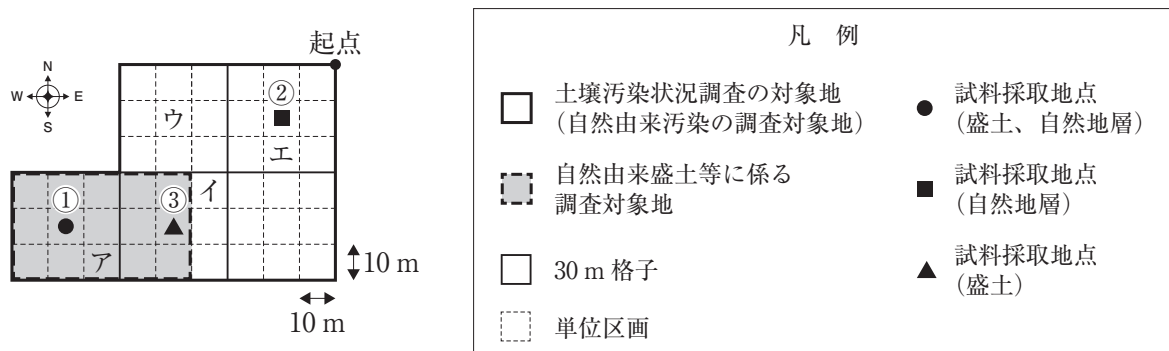 起点
N
W E
S
②
ウ
エ
イ
① ③
ア
10 m
10 m
凡 例
土壌汚染状況調査の対象地
(自然由来汚染の調査対象地)
自然由来盛土等に係る
調査対象地
30 m 格子
単位区画
試料採取地点
(盛土、自然地層)
試料採取地点
(自然地層)
試料採取地点
(盛土)